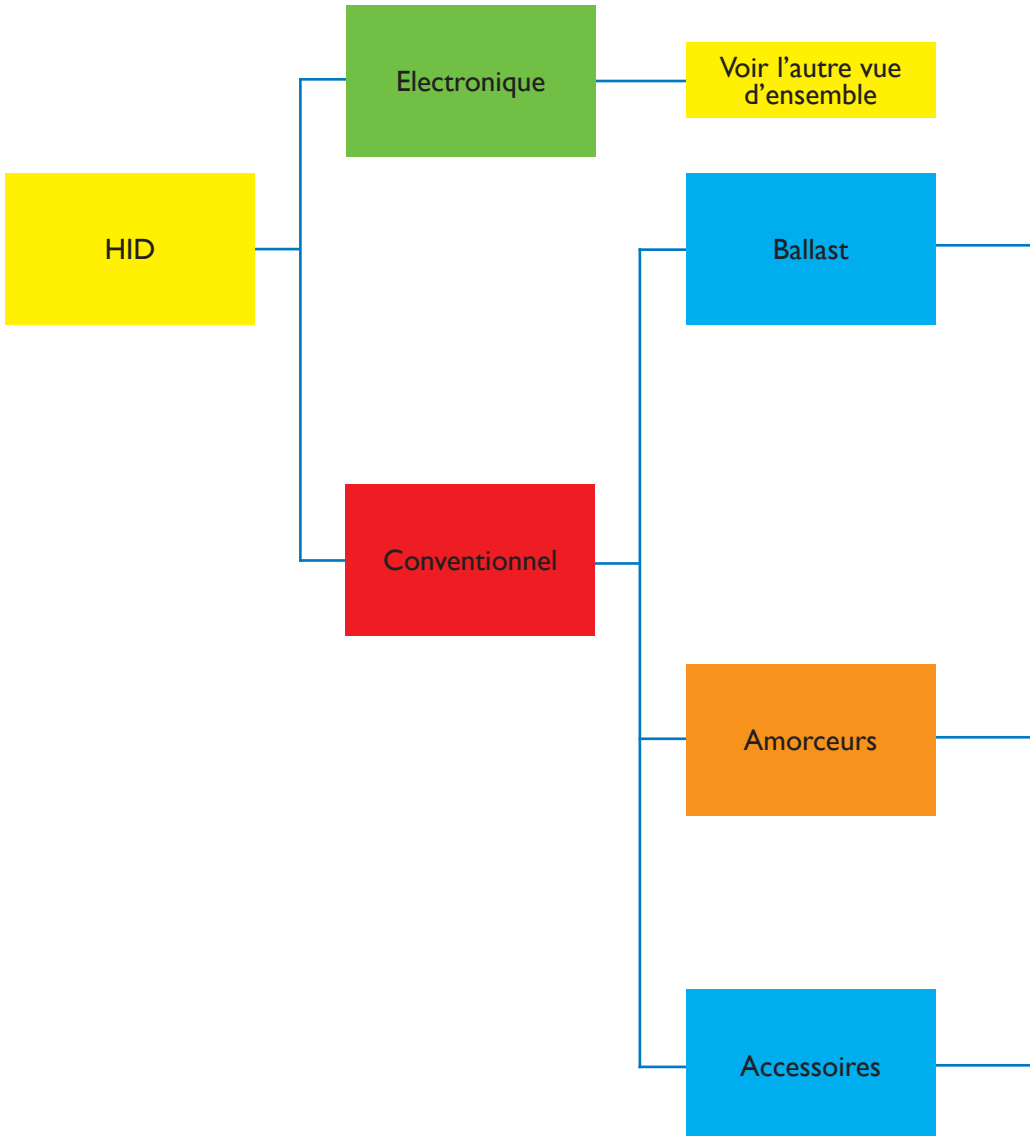 Electronique
Voir l'autre vue
d'ensemble
HID
Ballast
Conventionnel
Amorceurs
Accessoires